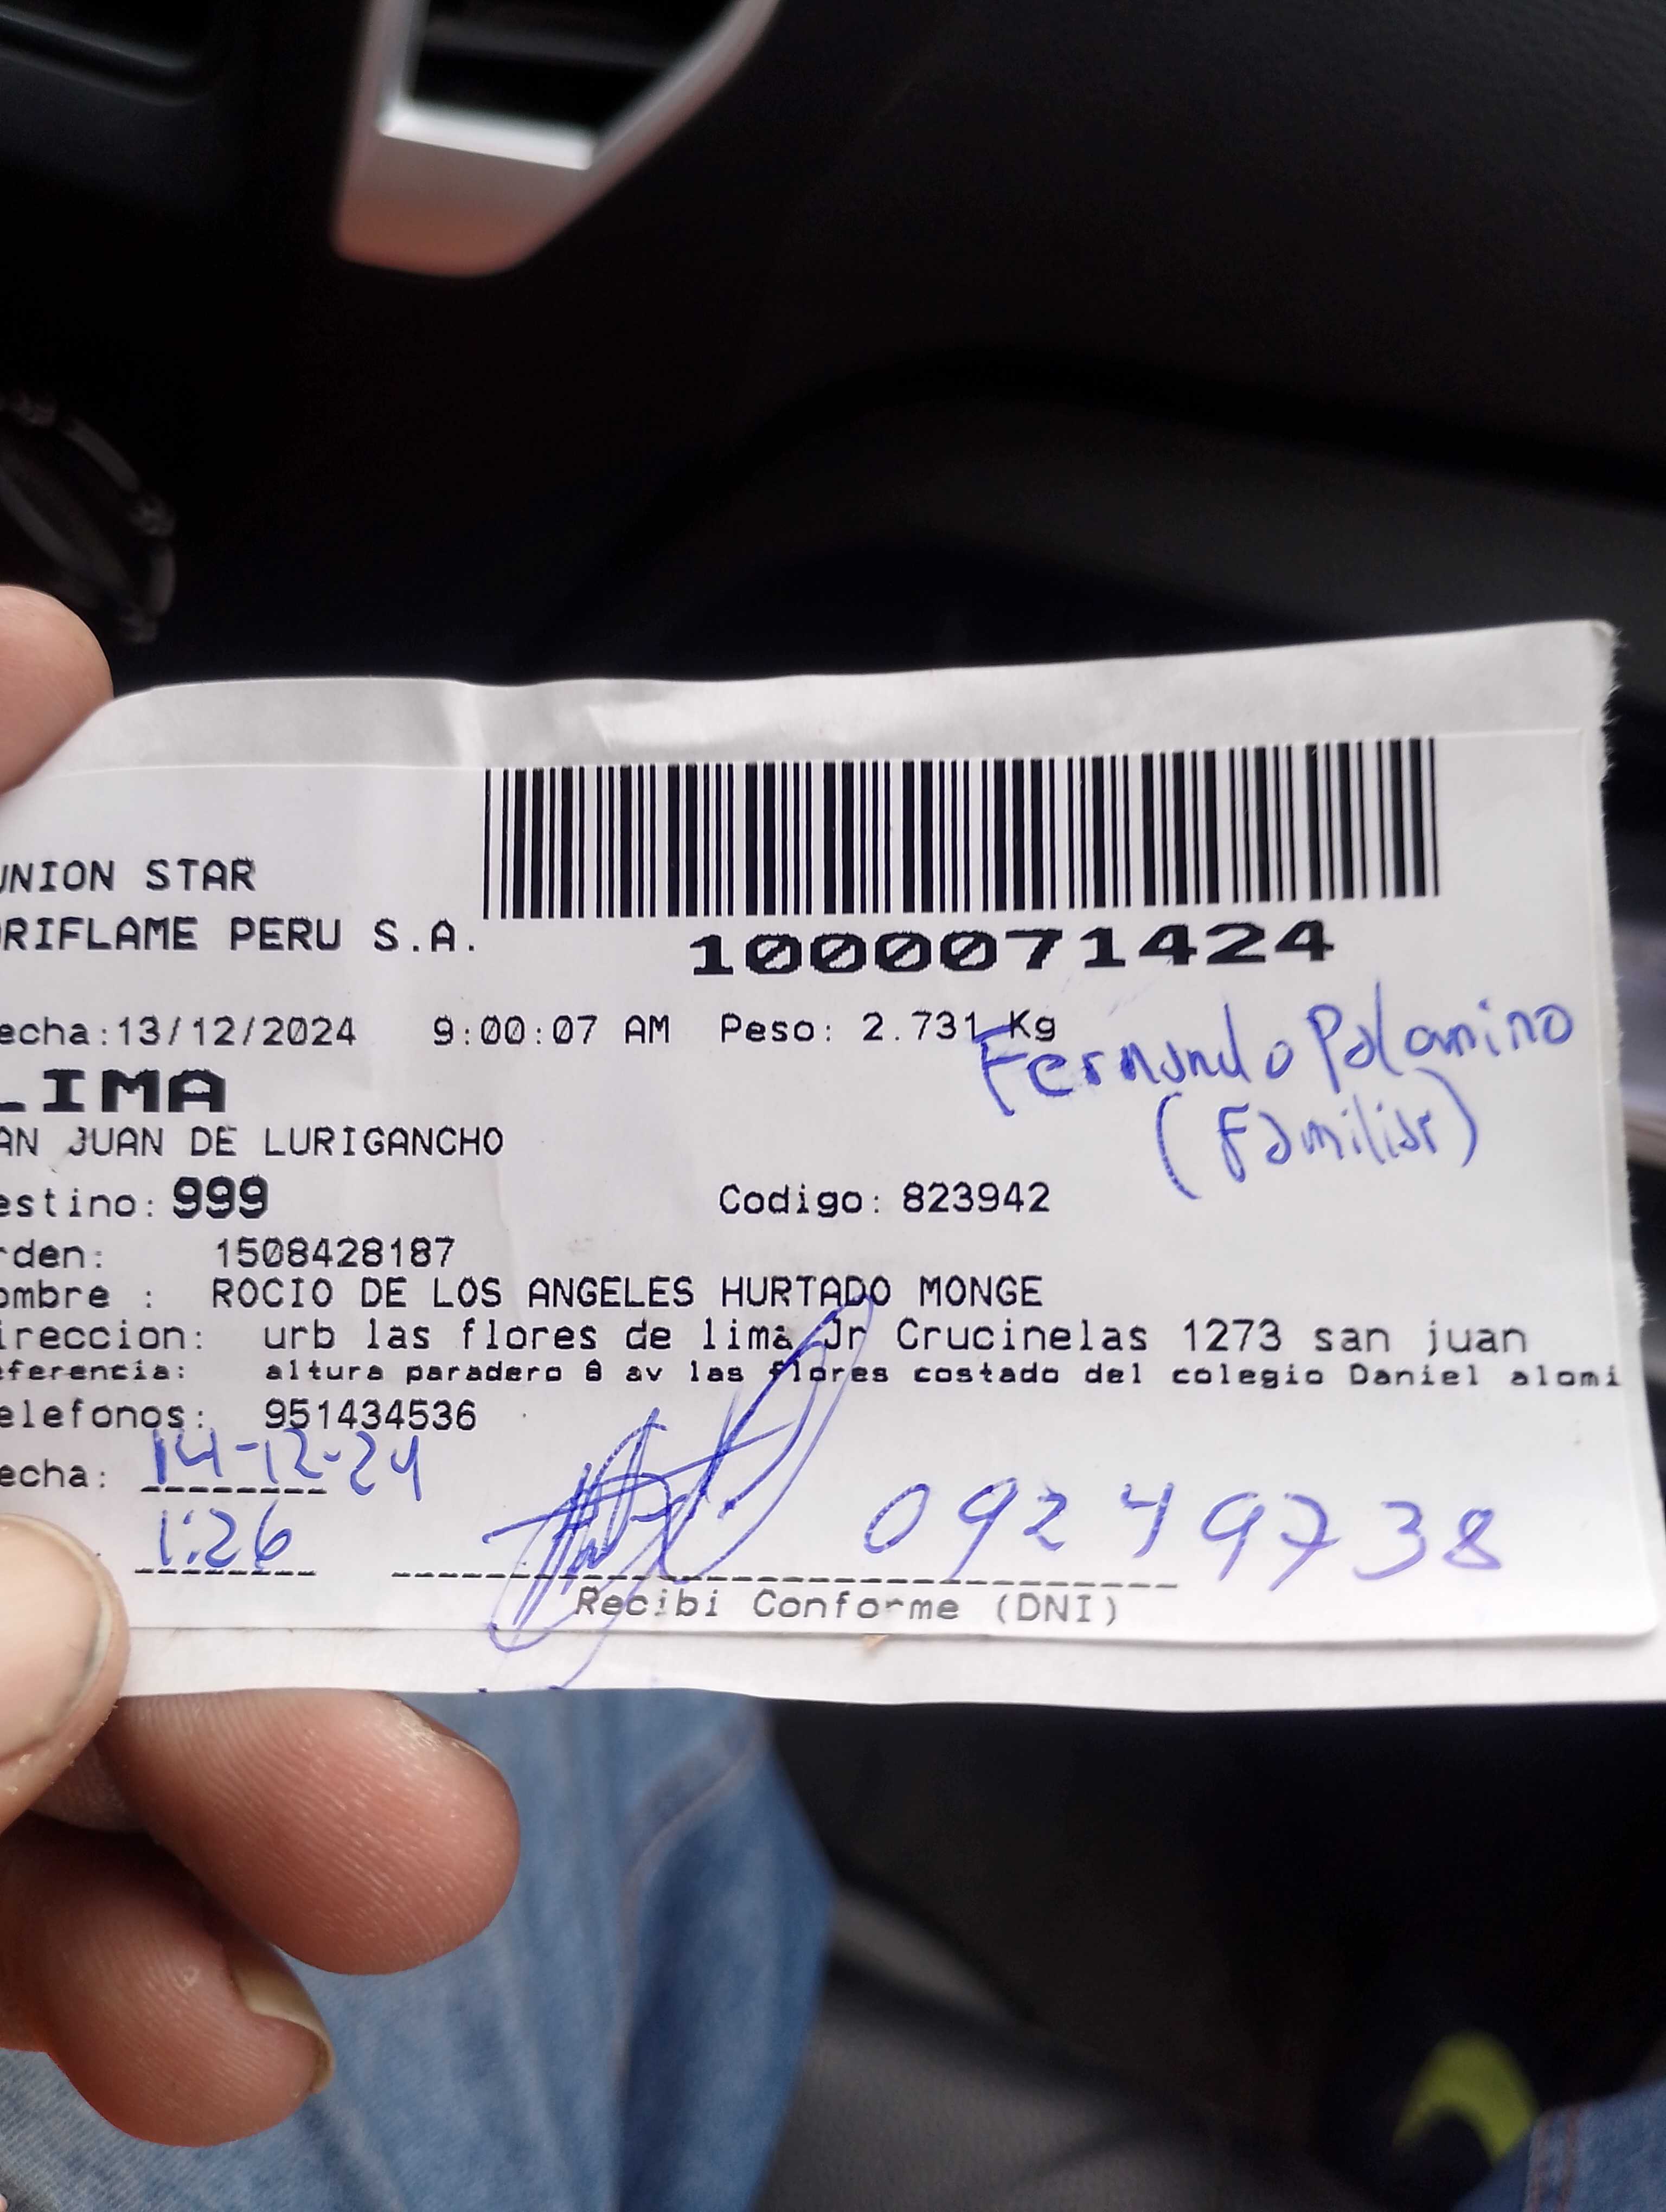 UNION STAR
ORIFLAME PERU S.A.
1000071424
echa:13/12/2024 9:00:07 AM Peso: 2.731 Kg
Fernando Palomino
(Familiar)
LIMA
AN JUAN DE LURIGANCHO
estino: 999 Codigo: 823942
rden: 1508428187
ombre : ROCIO DE LOS ANGELES HURTADO MONGE
ireccion: urb las flores de lima Jr Crucinelas 1273 san juan
eferencia: altura paradero 8 av las flores costado del colegio Daniel alomi
elefonos: 951434536
echa: 14-12-24
1:26 09249738
Recibi Conforme (DNI)